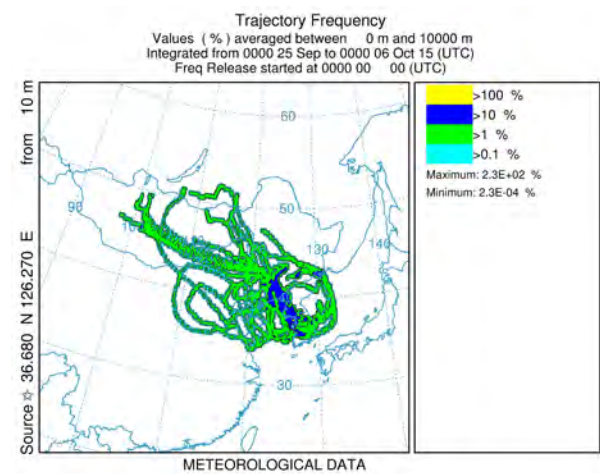 Trajectory Frequency
Values ( % ) averaged between 0 m and 10000 m
Integrated from 0000 25 Sep to 0000 06 Oct 15 (UTC)
Freq Release started at 0000 00 00 (UTC)
Source ☆ 36.680 N 126.270 E from 10 m
>100 %
>10 %
>1 %
>0.1 %
Maximum: 2.3E+02 %
Minimum: 2.3E-04 %
60
50
90
130
140
30
METEOROLOGICAL DATA